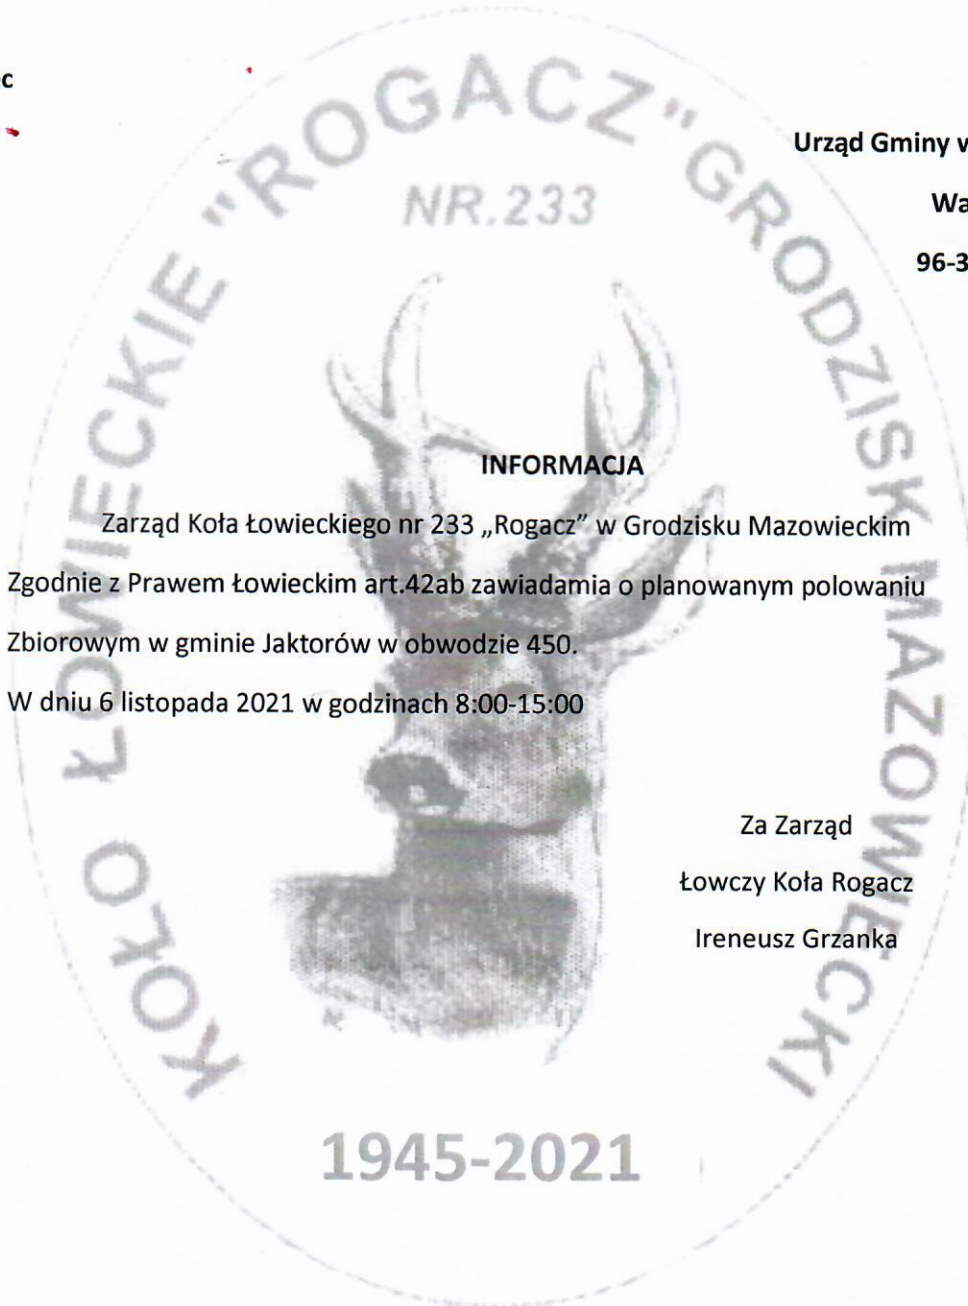 c
Urząd Gminy w
Wa
96-3
KOŁO ŁOWIECKIE "ROGACZ" GRODZISK MAZOWIECKI
NR.233
INFORMACJA
Zarząd Koła Łowieckiego nr 233 „Rogacz” w Grodzisku Mazowieckim
Zgodnie z Prawem Łowieckim art.42ab zawiadamia o planowanym polowaniu
Zbiorowym w gminie Jaktorów w obwodzie 450.
W dniu 6 listopada 2021 w godzinach 8:00-15:00
Za Zarząd
Łowczy Koła Rogacz
Ireneusz Grzanka
1945-2021